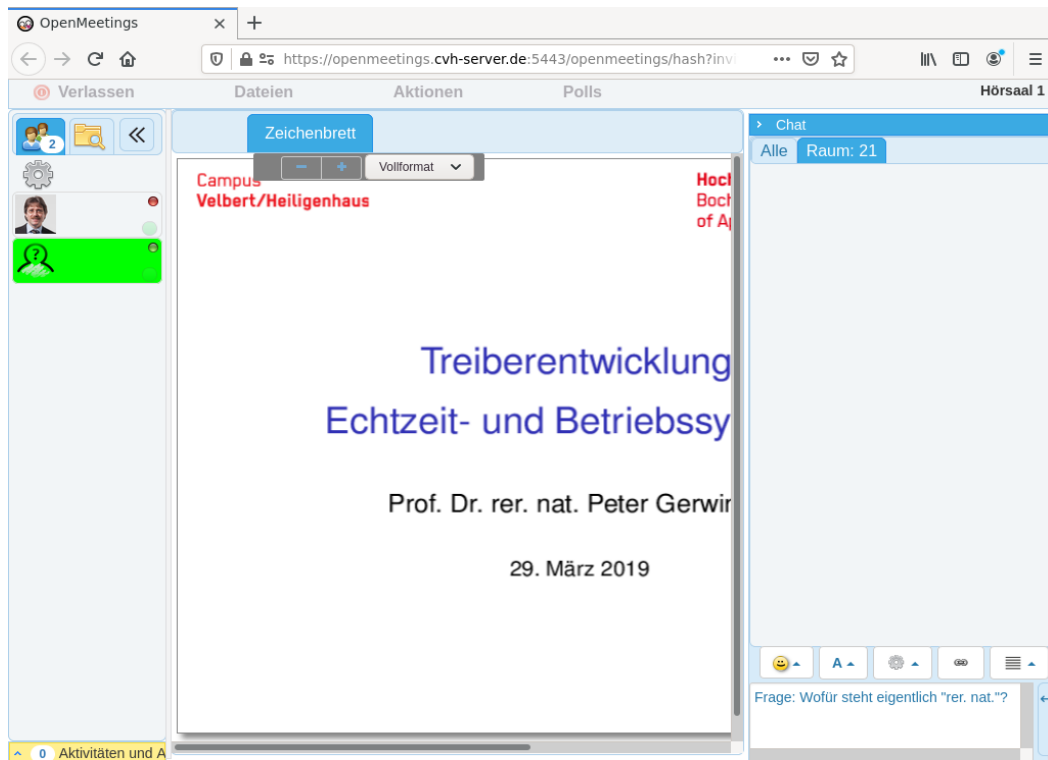 OpenMeetings
https://openmeetings.cvh-server.de:5443/openmeetings/hash?inv
Verlassen Dateien Aktionen Polls Hörsaal 1
2
Zeichenbrett
Vollformat
Campus
Velbert/Heiligenhaus
Hoch
Boch
of Ap
Treiberentwicklung
Echtzeit- und Betriebssy
Prof. Dr. rer. nat. Peter Gerwin
29. März 2019
Chat
Alle Raum: 21
A
Frage: Wofür steht eigentlich "rer. nat."?
0 Aktivitäten und A